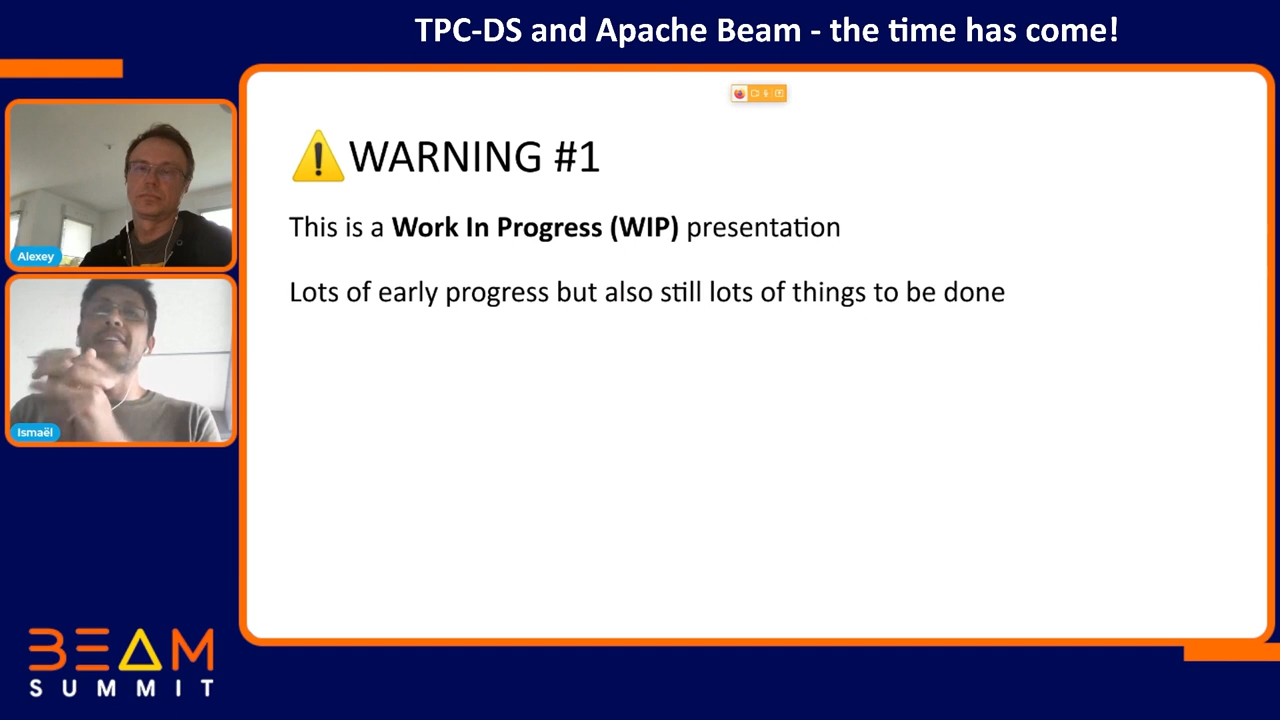 TPC-DS and Apache Beam - the time has come!
Alexey
Ismaël
⚠️WARNING #1
This is a Work In Progress (WIP) presentation
Lots of early progress but also still lots of things to be done
BEAM
SUMMIT